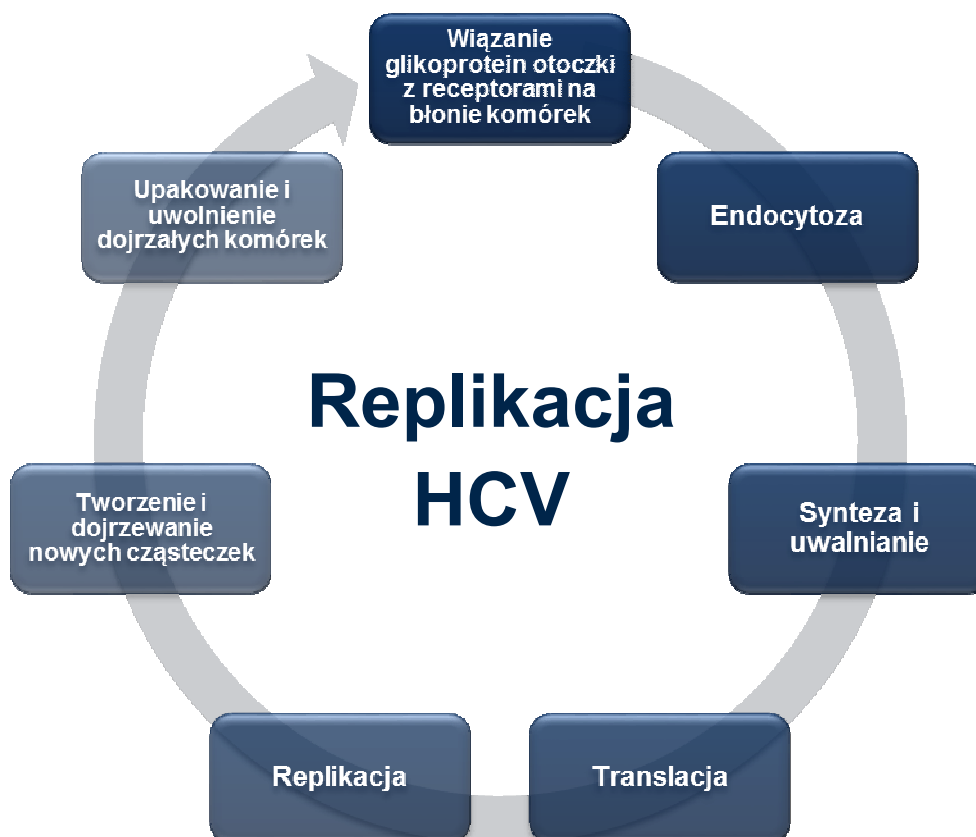 Wiązanie
glikoprotein otoczki
z receptorami na
błonie komórek
Endocytoza
Synteza i
uwalnianie
Translacja
Replikacja
Tworzenie i
dojrzewanie
nowych cząsteczek
Upakowanie i
uwolnienie
dojrzałych komórek
Replikacja
HCV